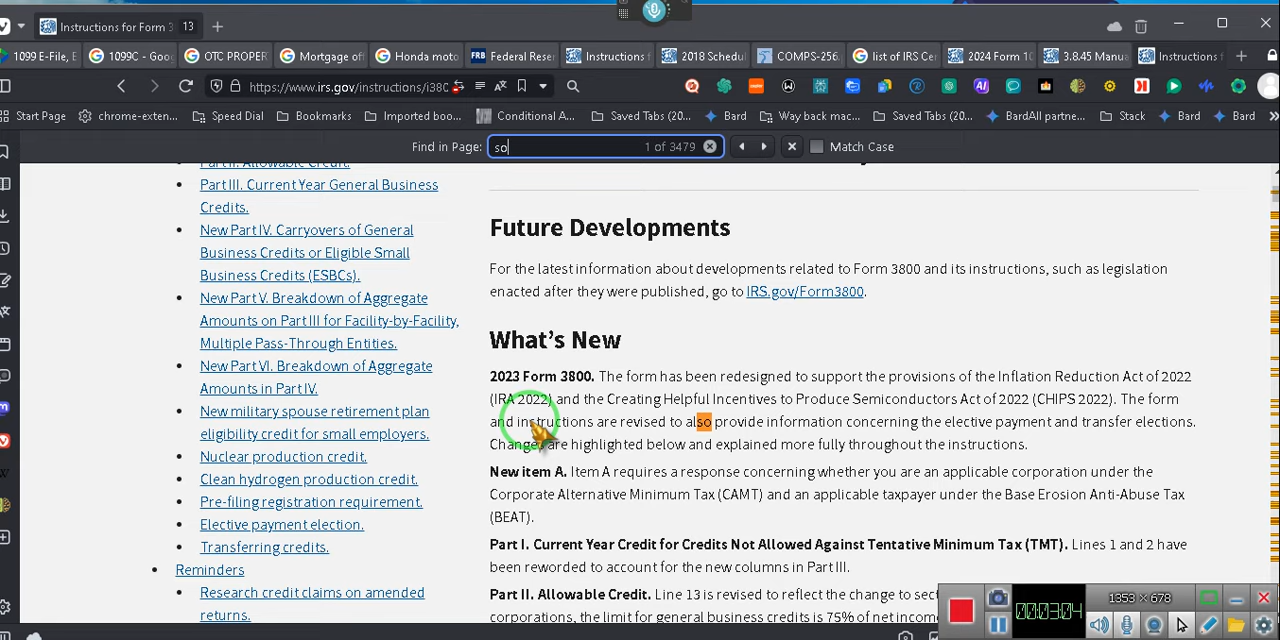 Instructions for Form 3
13
1099 E-File, E
1099C - Goo
OTC PROPER
Mortgage of
Honda moto
FRB
Federal Rese
Instructions f
2018 Schedu
COMPS-256.
list of IRS Ce
2024 Form 10
3.8.45 Manua
Instructions f
https://www.irs.gov/instructions/i380
Start Page
chrome-exten...
Speed Dial
Bookmarks
Imported boo...
Conditional A...
Saved Tabs (20...
Bard
Way back mac...
Saved Tabs (20...
BardAll partne...
Stack
Bard
Bard
Find in Page:
so
1 of 3479
Match Case
Part II. Allowable Credit.
Part III. Current Year General Business
Credits.
New Part IV. Carryovers of General
Business Credits or Eligible Small
Business Credits (ESBCs).
New Part V. Breakdown of Aggregate
Amounts on Part III for Facility-by-Facility,
Multiple Pass-Through Entities.
New Part VI. Breakdown of Aggregate
Amounts in Part IV.
New military spouse retirement plan
eligibility credit for small employers.
Nuclear production credit.
Clean hydrogen production credit.
Pre-filing registration requirement.
Elective payment election.
Transferring credits.
Reminders
Research credit claims on amended
returns.
Future Developments
For the latest information about developments related to Form 3800 and its instructions, such as legislation
enacted after they were published, go to IRS.gov/Form3800.
What's New
2023 Form 3800. The form has been redesigned to support the provisions of the Inflation Reduction Act of 2022
(IRA 2022) and the Creating Helpful Incentives to Produce Semiconductors Act of 2022 (CHIPS 2022). The form
and instructions are revised to also provide information concerning the elective payment and transfer elections.
Changes are highlighted below and explained more fully throughout the instructions.
New item A. Item A requires a response concerning whether you are an applicable corporation under the
Corporate Alternative Minimum Tax (CAMT) and an applicable taxpayer under the Base Erosion Anti-Abuse Tax
(BEAT).
Part I. Current Year Credit for Credits Not Allowed Against Tentative Minimum Tax (TMT). Lines 1 and 2 have
been reworded to account for the new columns in Part III.
Part II. Allowable Credit. Line 13 is revised to reflect the change to sect
corporations, the limit for general business credits is 75% of net income
1353 × 678
00:03:04